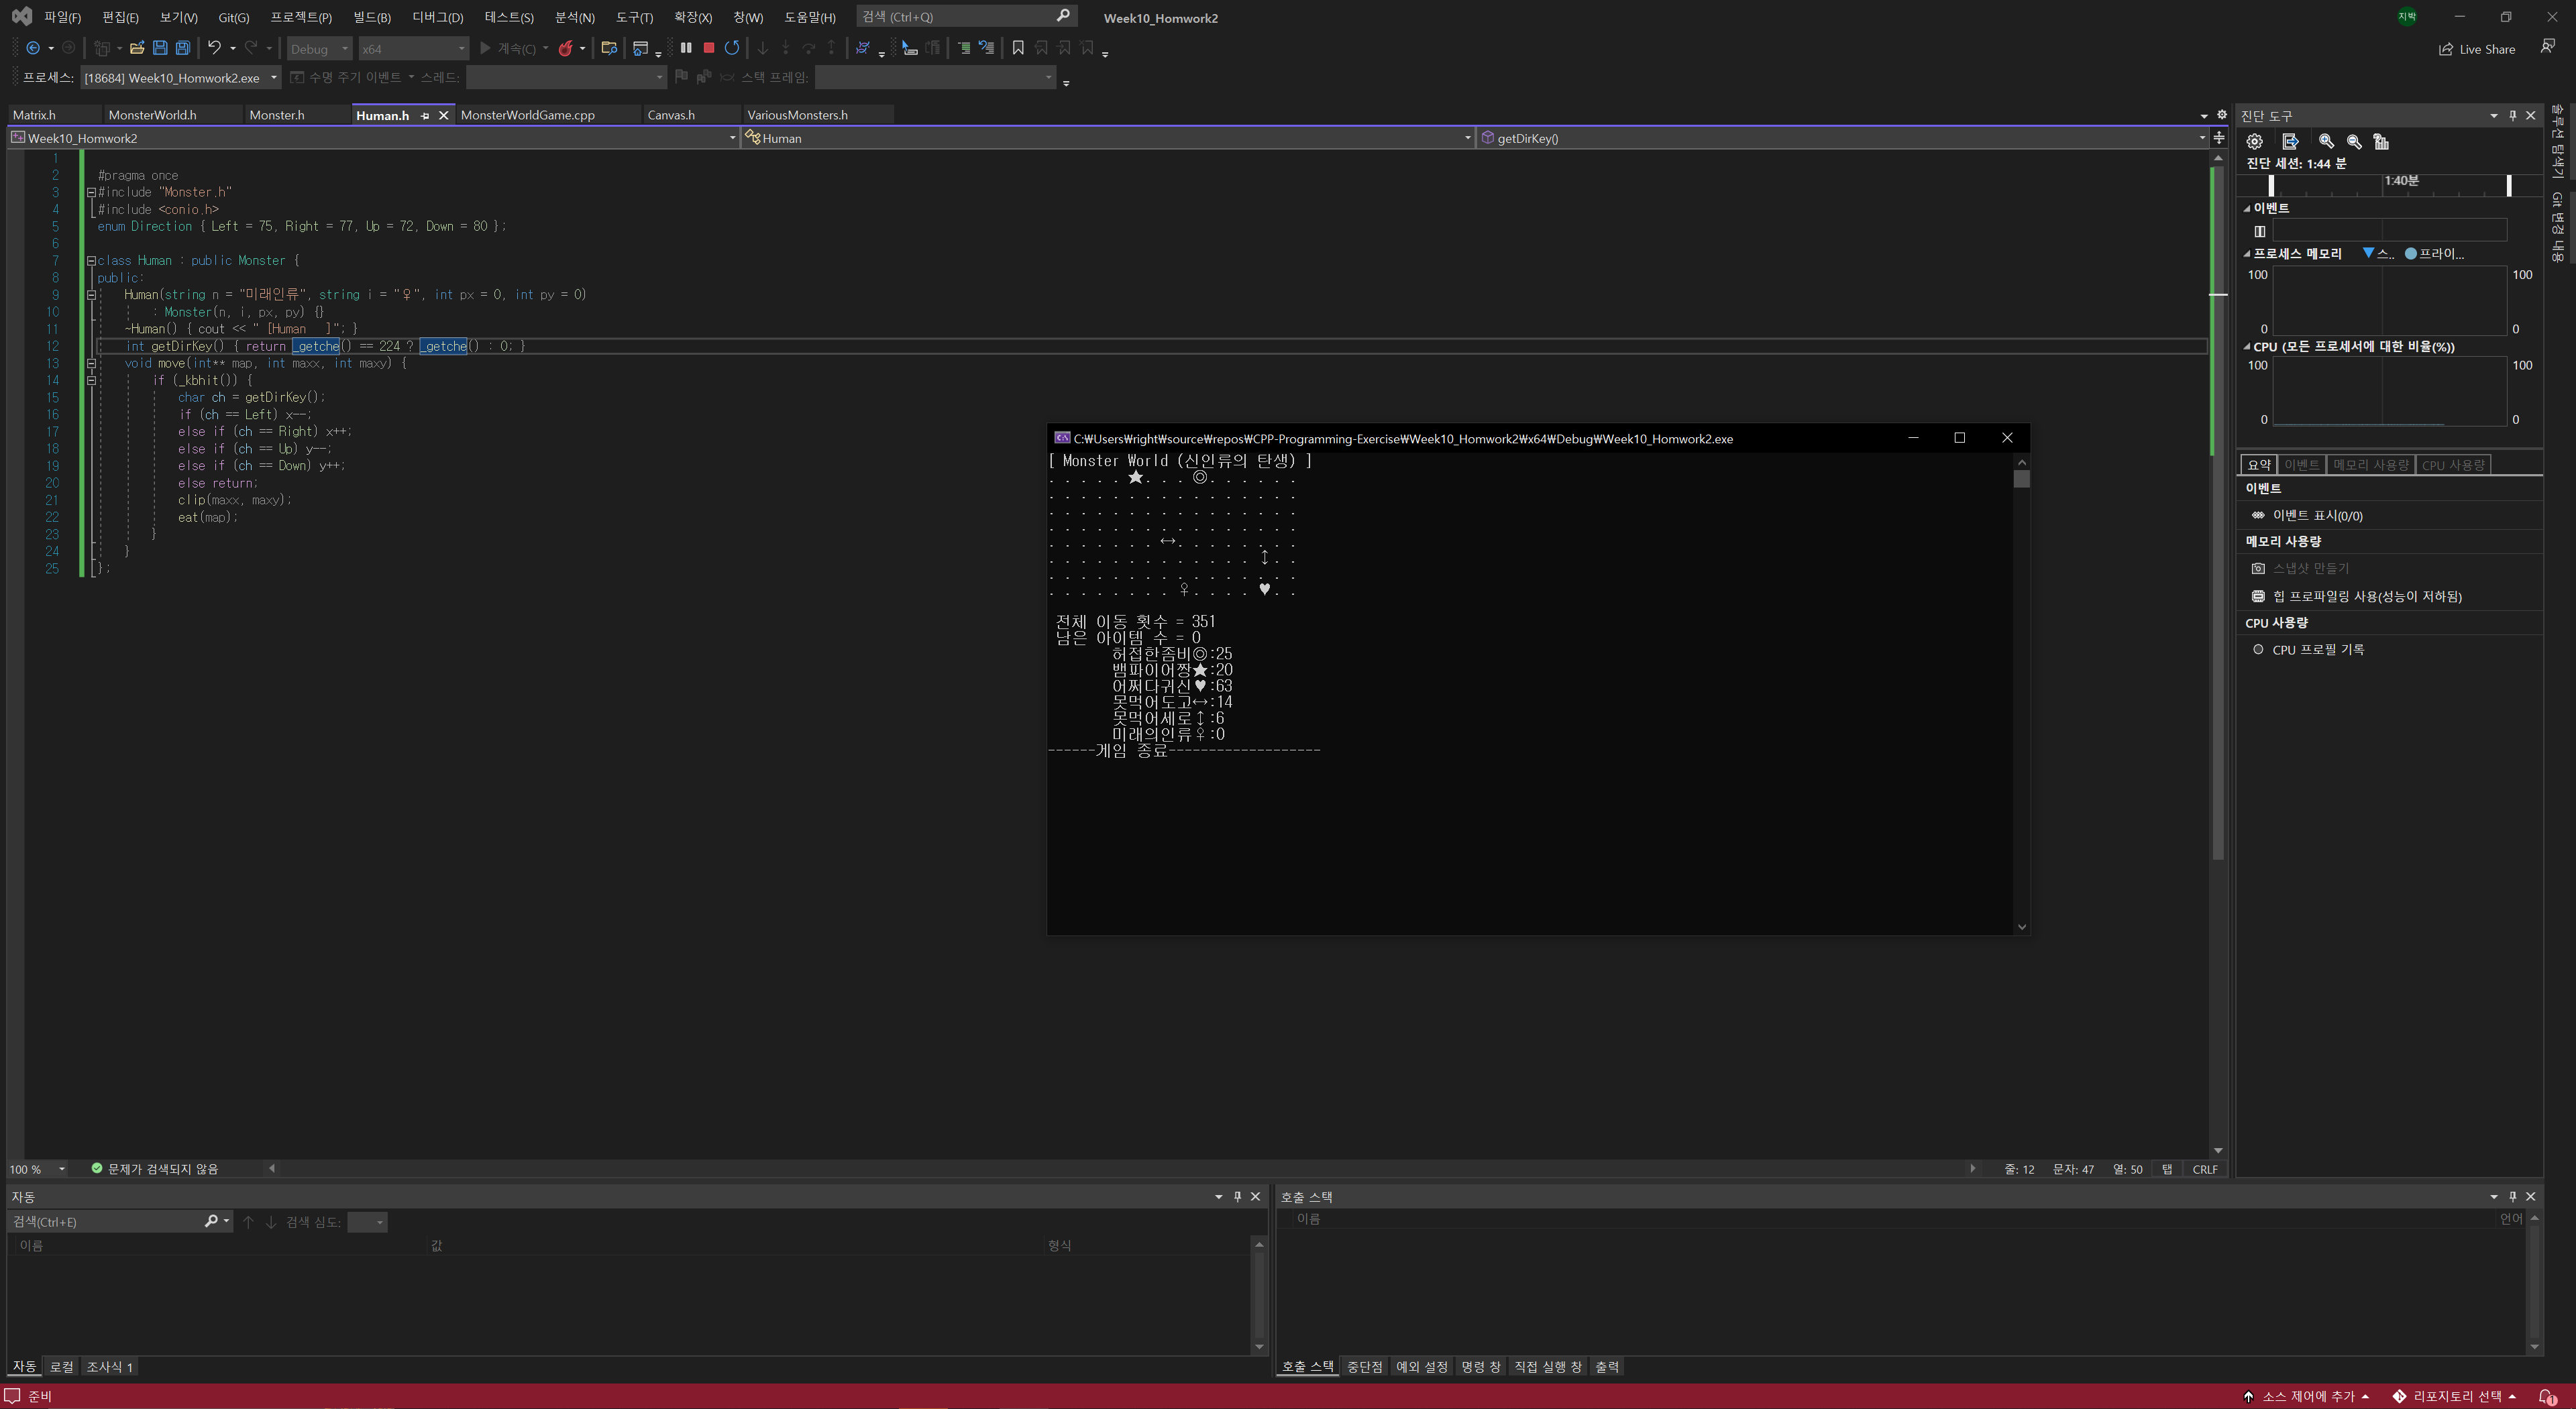 파일(F) 편집(E) 보기(V) Git(G) 프로젝트(P) 빌드(B) 디버그(D) 테스트(S) 분석(N) 도구(T) 확장(X) 창(W) 도움말(H) 검색 (Ctrl+Q) Week10_Homwork2 지박
Debug x64 계속(C) Live Share
프로세스: [18684] Week10_Homwork2.exe 수명 주기 이벤트 스레드: 스택 프레임:
Matrix.h MonsterWorld.h Monster.h Human.h MonsterWorldGame.cpp Canvas.h VariousMonsters.h
Week10_Homwork2 Human getDirKey()
1
2 #pragma once
3 #include "Monster.h"
4 #include <conio.h>
5 enum Direction { Left = 75, Right = 77, Up = 72, Down = 80 };
6
7 class Human : public Monster {
8 public:
9 Human(string n = "미래인류", string i = "♀", int px = 0, int py = 0)
10 : Monster(n, i, px, py) {}
11 ~Human() { cout << " [Human   ]"; }
12 int getDirKey() { return _getche() == 224 ? _getche() : 0; }
13 void move(int** map, int maxx, int maxy) {
14 if (_kbhit()) {
15 char ch = getDirKey();
16 if (ch == Left) x--;
17 else if (ch == Right) x++;
18 else if (ch == Up) y--;
19 else if (ch == Down) y++;
20 else return;
21 clip(maxx, maxy);
22 eat(map);
23 }
24 }
25 };
C:₩Users₩right₩source₩repos₩CPP-Programming-Exercise₩Week10_Homwork2₩x64₩Debug₩Week10_Homwork2.exe
[ Monster World (신인류의 탄생) ]
. . . . . ★. . . ◎. . . . . .
. . . . . . . . . . . . . . . .
. . . . . . . . . . . . . . . .
. . . . . . . . . . . . . . . .
. . . . . . . ↔. . . . . . . .
. . . . . . . . . . . . . ↕. .
. . . . . . . . . . . . . . . .
. . . . . . . . ♀. . . . ♥. .
전체 이동 횟수 = 351
남은 아이템 수 = 0
허접한좀비◎:25
뱀파이어짱★:20
어쩌다귀신♥:63
못먹어도고↔:14
못먹어세로↕:6
미래의인류♀:0
------게임 종료-------------------
진단 도구
진단 세션: 1:44 분
1:40분
이벤트
프로세스 메모리 스.. 프라이...
100 100
0 0
CPU (모든 프로세서에 대한 비율(%))
100 100
0 0
요약 이벤트 메모리 사용량 CPU 사용량
이벤트
이벤트 표시(0/0)
메모리 사용량
스냅샷 만들기
힙 프로파일링 사용(성능이 저하됨)
CPU 사용량
CPU 프로필 기록
솔루션 탐색기 Git 변경 내용
100 % 문제가 검색되지 않음 줄: 12 문자: 47 열: 50 탭 CRLF
자동
검색(Ctrl+E) 검색 심도:
이름 값 형식
자동 로컬 조사식 1
호출 스택
이름 언어
호출 스택 중단점 예외 설정 명령 창 직접 실행 창 출력
준비 소스 제어에 추가 리포지토리 선택 1